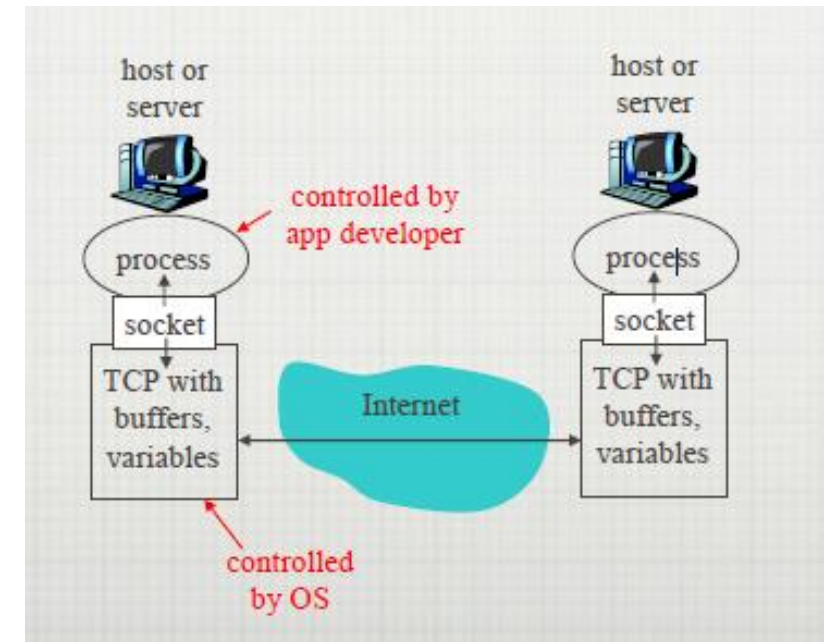 host or
server
controlled by
app developer
process
socket
TCP with
buffers,
variables
controlled
by OS
Internet
host or
server
process
socket
TCP with
buffers,
variables